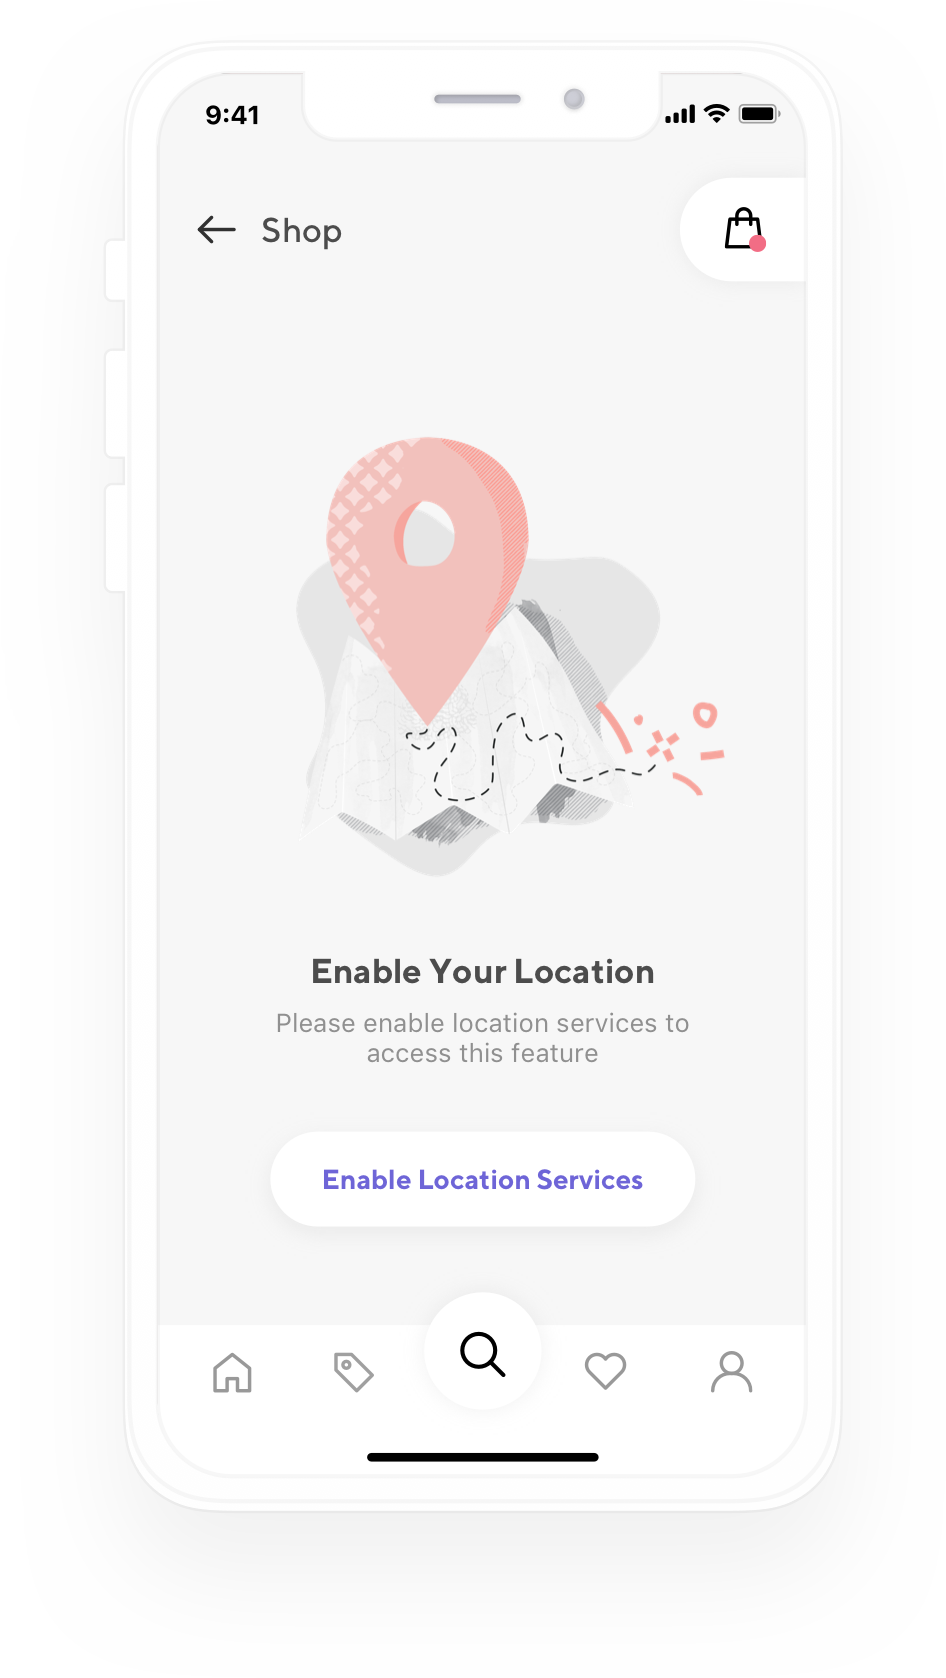 9:41
Shop
Enable Your Location
Please enable location services to
access this feature
Enable Location Services